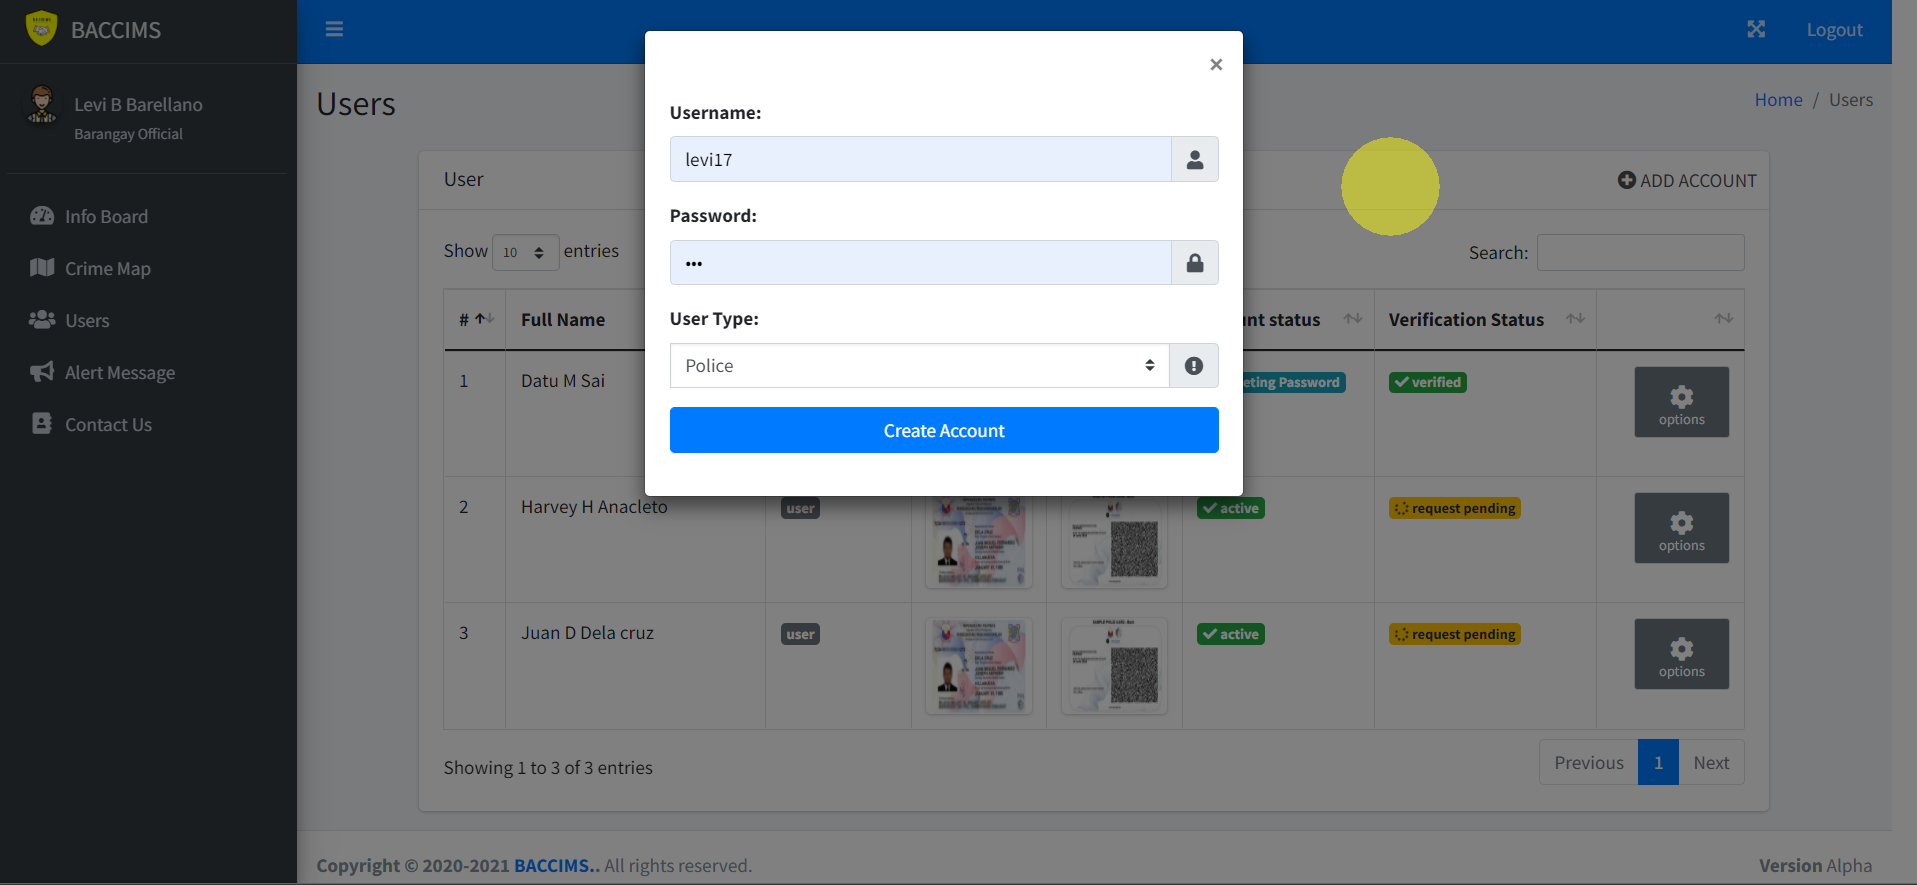 BACCIMS
Logout
Levi B Barellano
Barangay Official
Info Board
Crime Map
Users
Alert Message
Contact Us
Users
Home / Users
×
Username:
levi17
Password:
•••
User Type:
Police
Create Account
User
ADD ACCOUNT
Show 10 entries
Search:
# Full Name nt status Verification Status
1 Datu M Sai eting Password verified options
2 Harvey H Anacleto user active request pending options
3 Juan D Dela cruz user active request pending options
Showing 1 to 3 of 3 entries
Previous 1 Next
Copyright © 2020-2021 BACCIMS.. All rights reserved.
Version Alpha